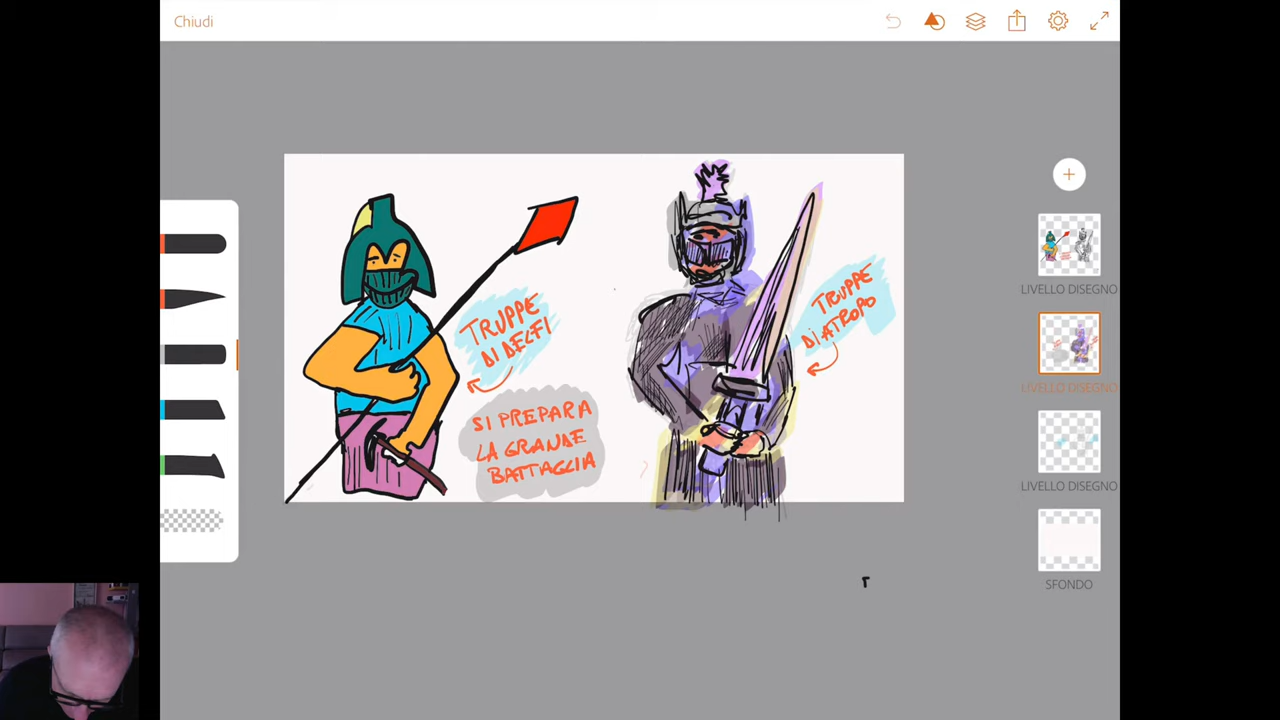 Chiudi
TRUPPE
DI DELFI
TRUPPE
DI ATROPO
SI PREPARA
LA GRANDE
BATTAGLIA
LIVELLO DISEGNO
LIVELLO DISEGNO
LIVELLO DISEGNO
SFONDO